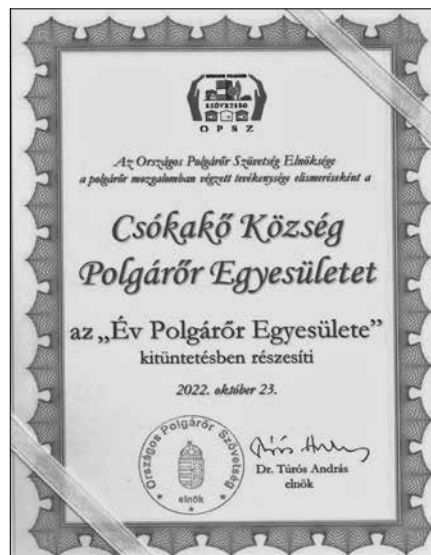 SZÖVETSÉG
OPSZ
Az Országos Polgárőr Szövetség Elnöksége
a polgárőr mozgalomban végzett tevékenysége elismeréseként a
Csókakő Község
Polgárőr Egyesületet
az „Év Polgárőr Egyesülete”
kitüntetésben részesíti
2022. október 23.
Országos Polgárőr Szövetség
elnök
Dr. Túrós András
elnök